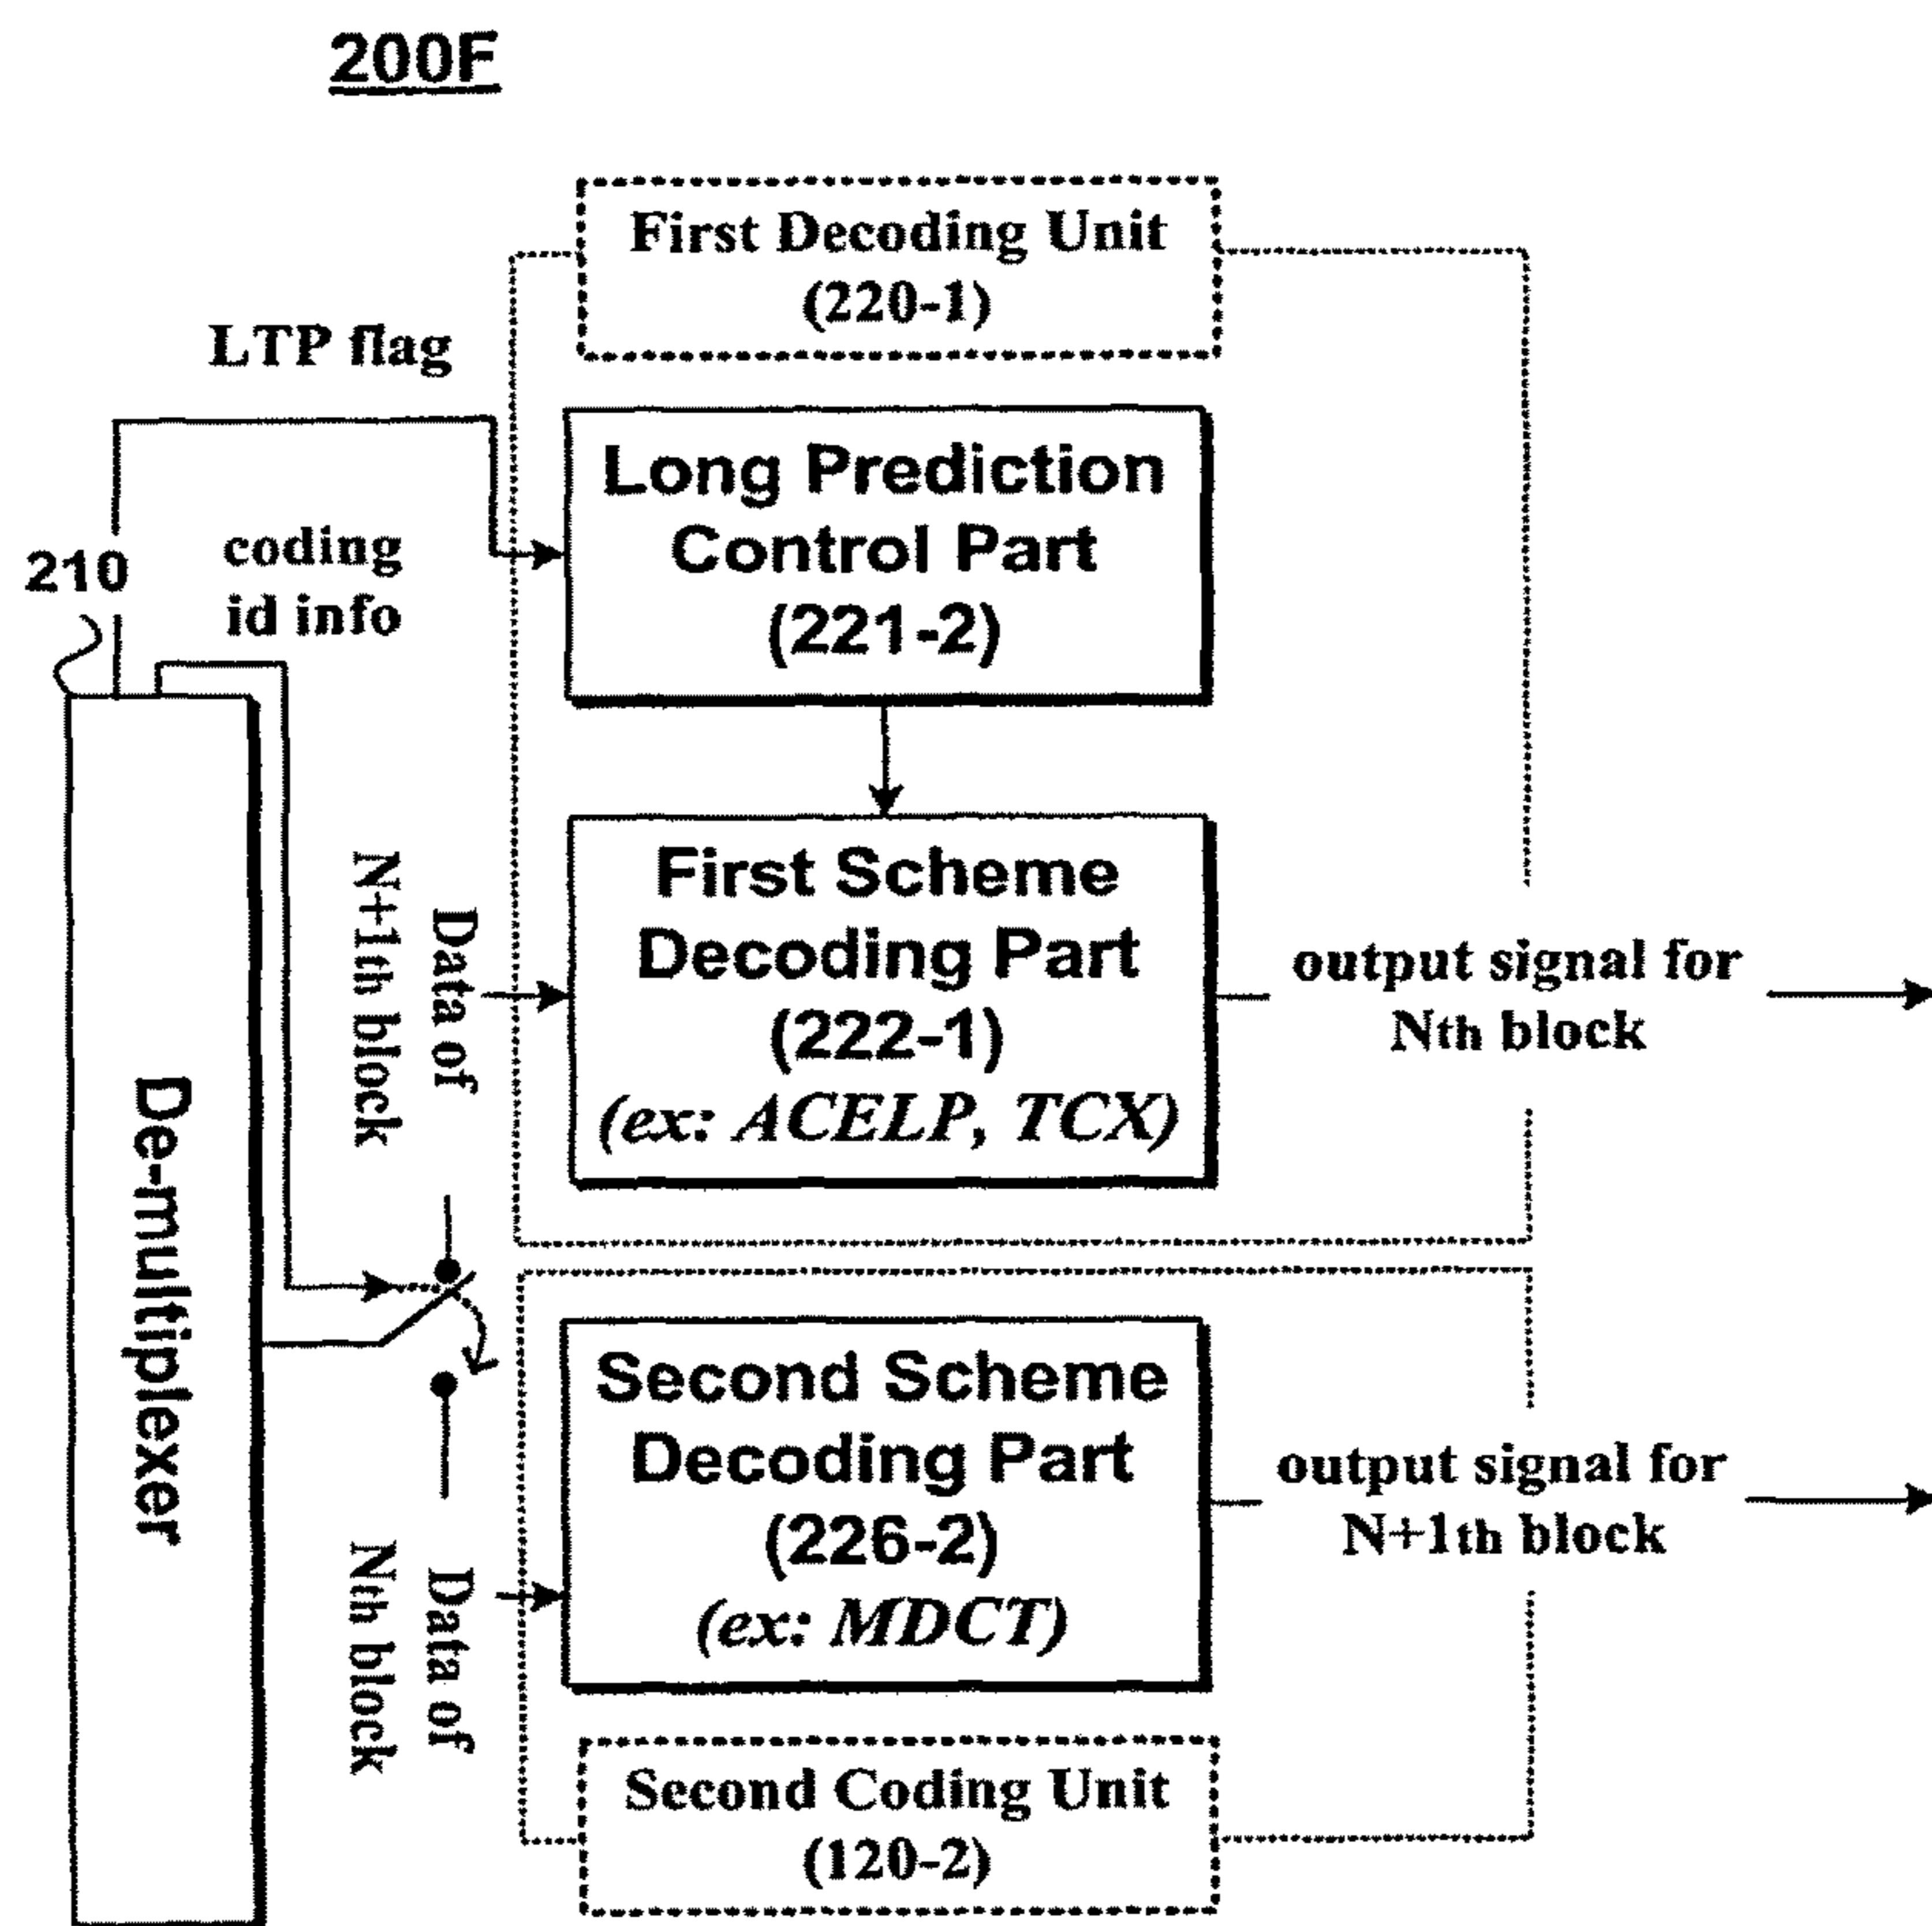 200F
First Decoding Unit
(220-1)
LTP flag
Long Prediction
Control Part
(221-2)
210
coding
id info
First Scheme
Decoding Part
(222-1)
(ex: ACELP, TCX)
Data of
N+1th block
output signal for
Nth block
De-multiplexer
Second Scheme
Decoding Part
(226-2)
(ex: MDCT)
Data of
Nth block
output signal for
N+1th block
Second Coding Unit
(120-2)